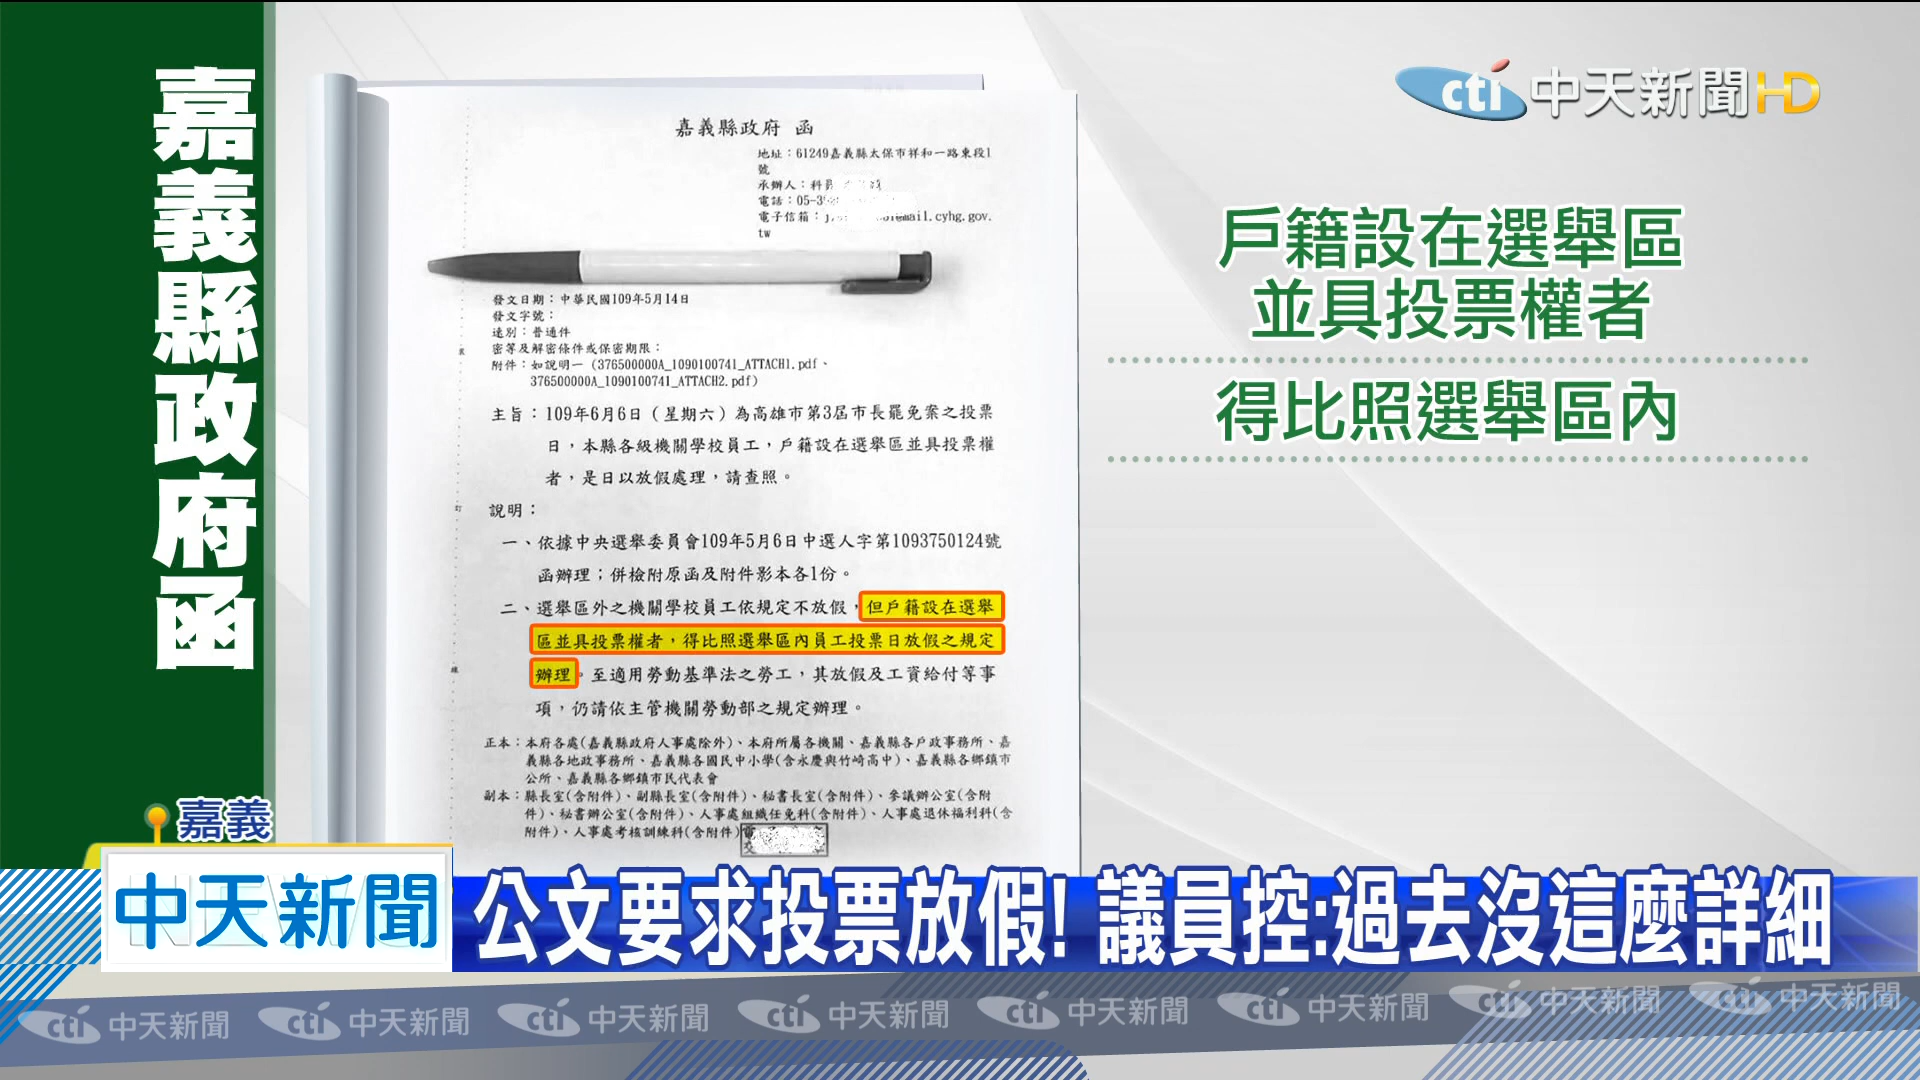 嘉義縣政府函
cti 中天新聞HD
嘉義縣政府 函
地址：61249嘉義縣太保市祥和一路東段1
號
承辦人：科員
電話：05-3
電子信箱：j
mail.cyhg.gov.
tw
發文日期：中華民國109年5月14日
發文字號：
速別：普通件
密等及解密條件或保密期限：
附件：如說明一（376500000A_1090100741_ATTACH1.pdf、
376500000A_1090100741_ATTACH2.pdf）
主旨：109年6月6日（星期六）為高雄市第3屆市長罷免案之投票
日，本縣各級機關學校員工，戶籍設在選舉區並具投票權
者，是日以放假處理，請查照。
裝
說明：
訂
一、依據中央選舉委員會109年5月6日中選人字第1093750124號
函辦理；併檢附原函及附件影本各1份。
二、選舉區外之機關學校員工依規定不放假，但戶籍設在選舉
區並具投票權者，得比照選舉區內員工投票日放假之規定
辦理。至適用勞動基準法之勞工，其放假及工資給付等事
線
項，仍請依主管機關勞動部之規定辦理。
正本：本府各處(嘉義縣政府人事處除外)、本府所屬各機關、嘉義縣各戶政事務所、嘉
義縣各地政事務所、嘉義縣各國民中小學(含永慶與竹崎高中)、嘉義縣各鄉鎮市
公所、嘉義縣各鄉鎮市民代表會
副本：縣長室(含附件)、副縣長室(含附件)、秘書長室(含附件)、參議辦公室(含附
件)、秘書辦公室(含附件)、人事處組織任免科(含附件)、人事處退休福利科(含
附件)、人事處考核訓練科(含附件)
戶籍設在選舉區
並具投票權者
得比照選舉區內
嘉義
中天新聞
公文要求投票放假! 議員控:過去沒這麼詳細
cti 中天新聞 cti 中天新聞 cti 中天新聞 cti 中天新聞 cti 中天新聞 cti 中天新聞 cti 中天新聞 cti 中天新聞